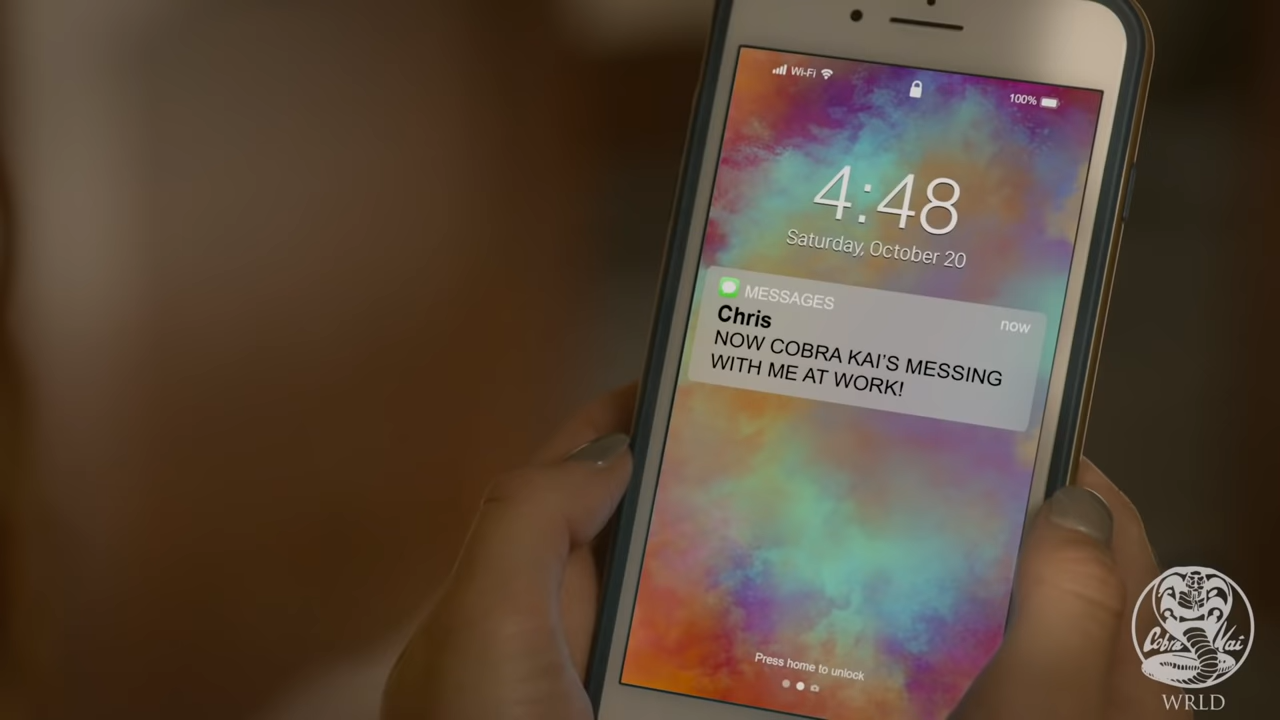 Wi-Fi
100%
4:48
Saturday, October 20
MESSAGES
now
Chris
NOW COBRA KAI'S MESSING
WITH ME AT WORK!
Press home to unlock
Cobra Kai
WRLD